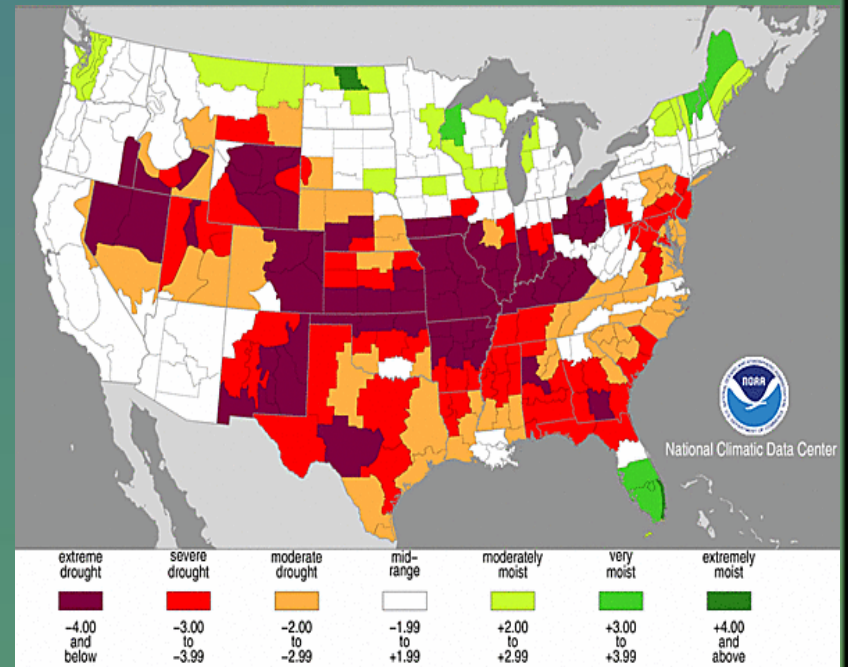 NOAA
National Climatic Data Center
extreme drought
severe drought
moderate drought
mid-range
moderately moist
very moist
extremely moist
−4.00 and below
−3.00 to −3.99
−2.00 to −2.99
−1.99 to +1.99
+2.00 to +2.99
+3.00 to +3.99
+4.00 and above